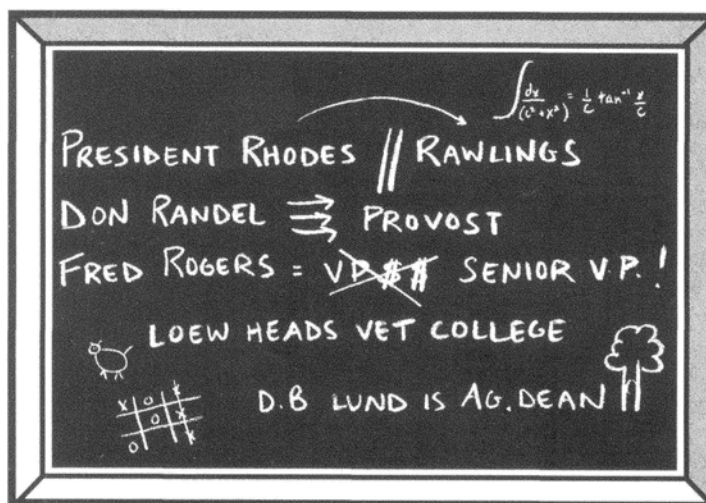 ∫ dx/(c²+x²) = 1/c tan⁻¹ x/c
PRESIDENT RHODES // RAWLINGS
DON RANDEL ⇒ PROVOST
FRED ROGERS = VP $$ SENIOR V.P.!
LOEW HEADS VET COLLEGE
D.B LUND IS AG. DEAN
X O X
O X
O X